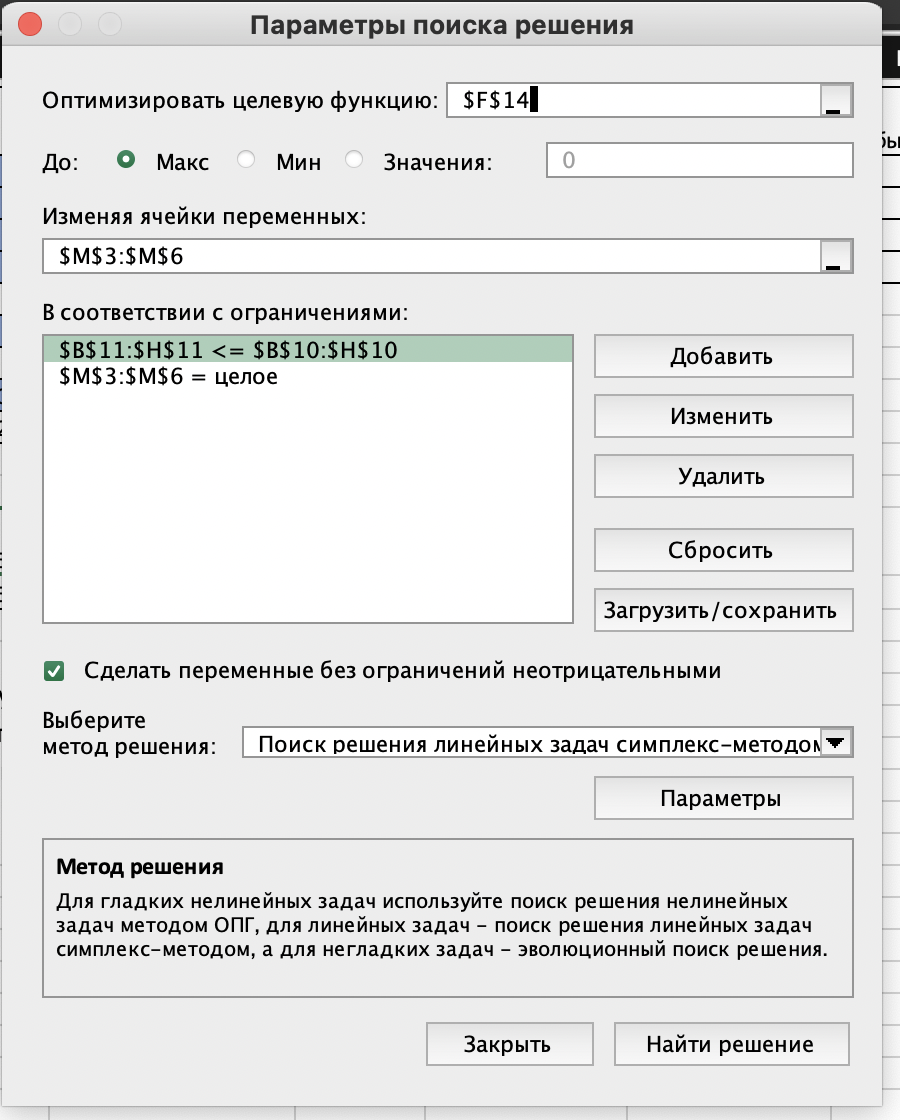 Параметры поиска решения
Оптимизировать целевую функцию: $F$14
До: Макс Мин Значения: 0
Изменяя ячейки переменных:
$M$3:$M$6
В соответствии с ограничениями:
$B$11:$H$11 <= $B$10:$H$10
$M$3:$M$6 = целое
Добавить
Изменить
Удалить
Сбросить
Загрузить/сохранить
Сделать переменные без ограничений неотрицательными
Выберите
метод решения: Поиск решения линейных задач симплекс-методом
Параметры
Метод решения
Для гладких нелинейных задач используйте поиск решения нелинейных
задач методом ОПГ, для линейных задач - поиск решения линейных задач
симплекс-методом, а для негладких задач - эволюционный поиск решения.
Закрыть Найти решение